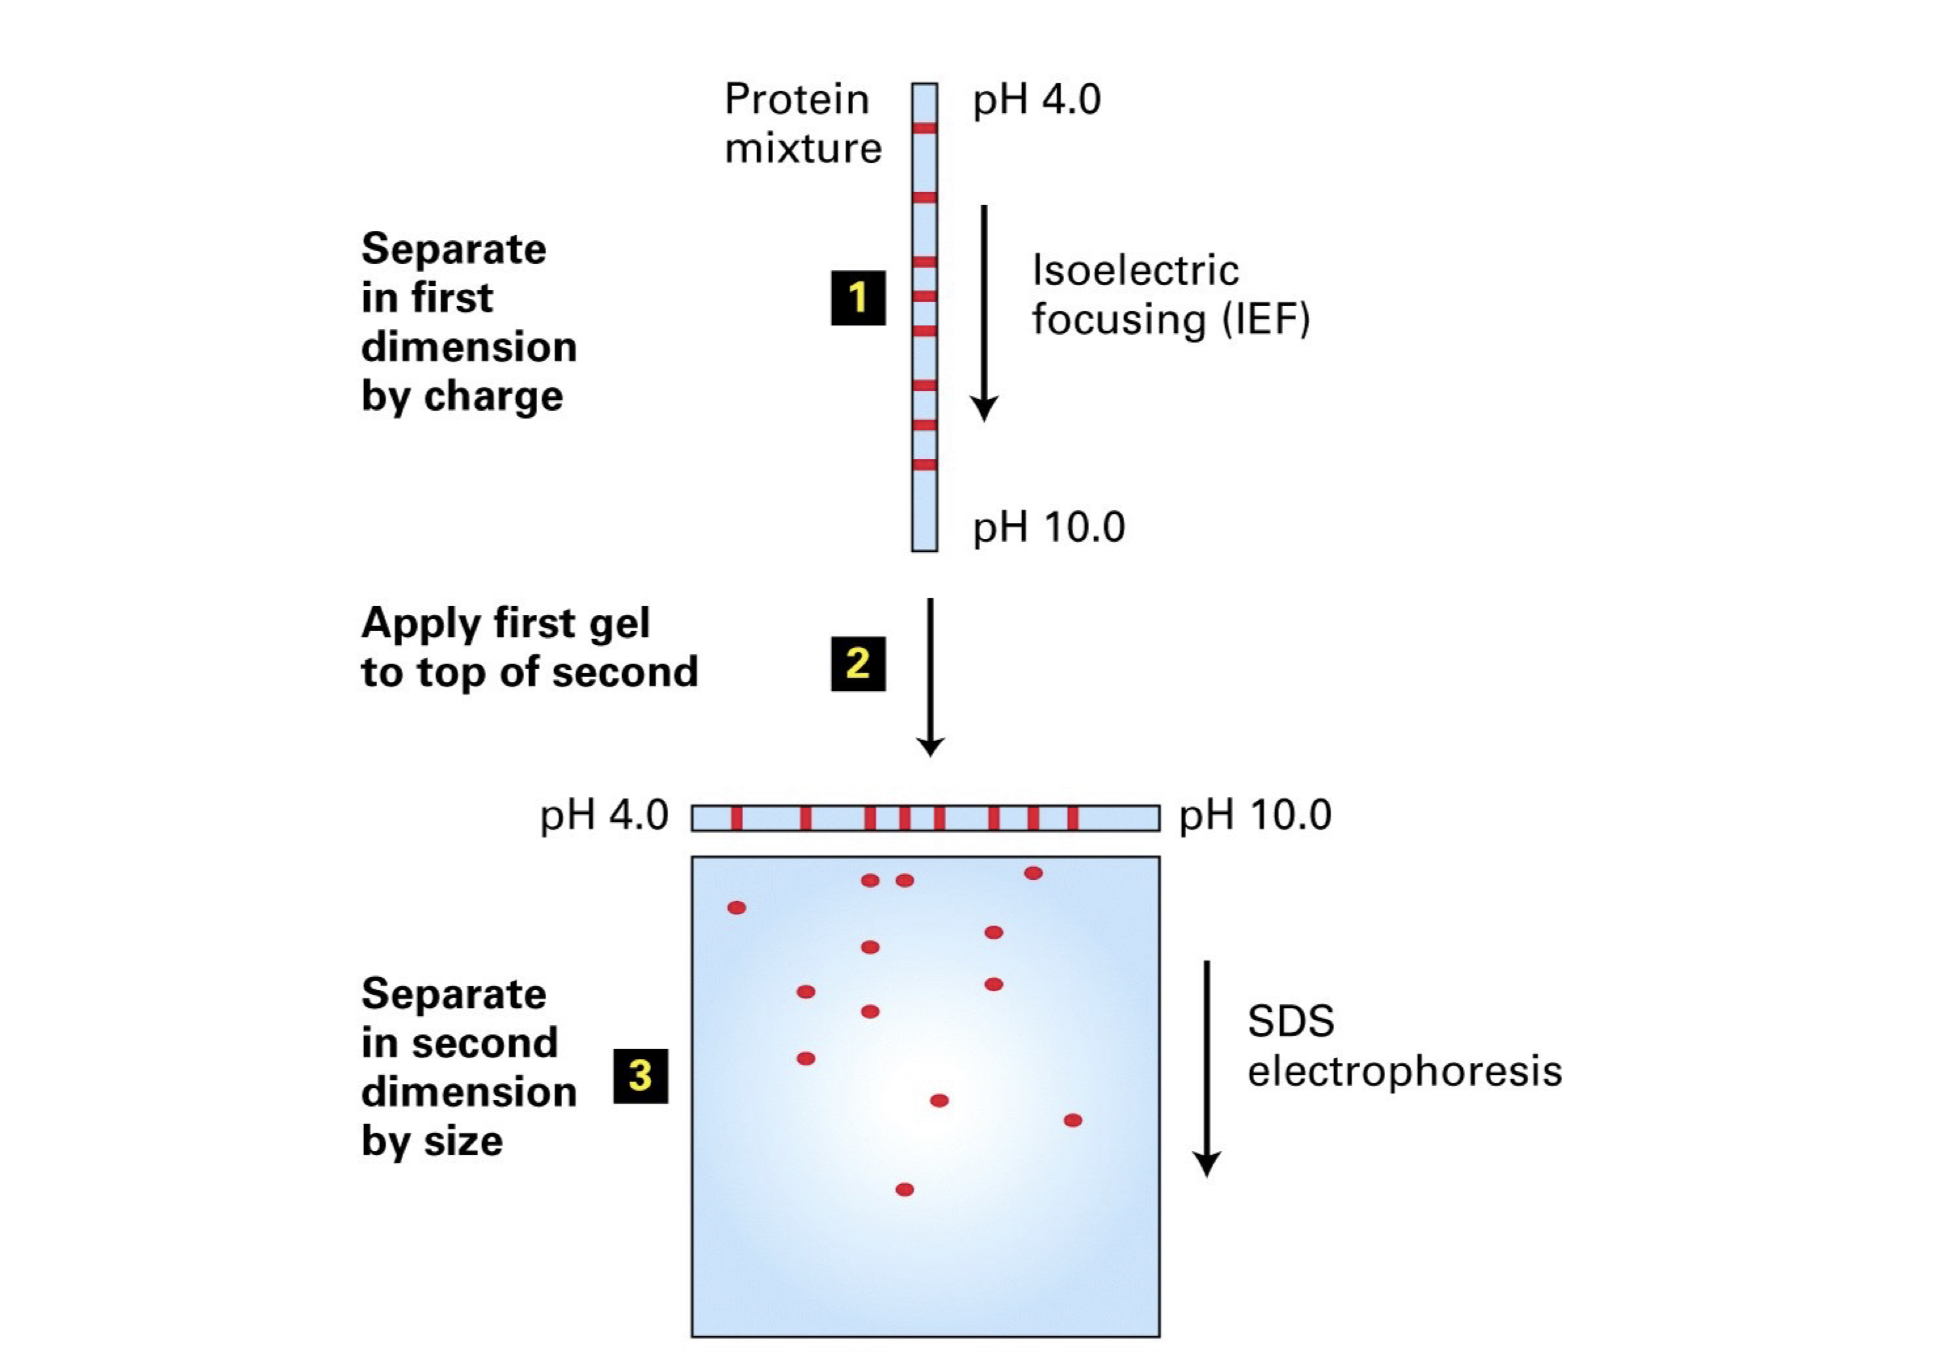 Protein
mixture
pH 4.0
Separate
in first
dimension
by charge
1
Isoelectric
focusing (IEF)
pH 10.0
Apply first gel
to top of second
2
pH 4.0
pH 10.0
Separate
in second
dimension
by size
3
SDS
electrophoresis